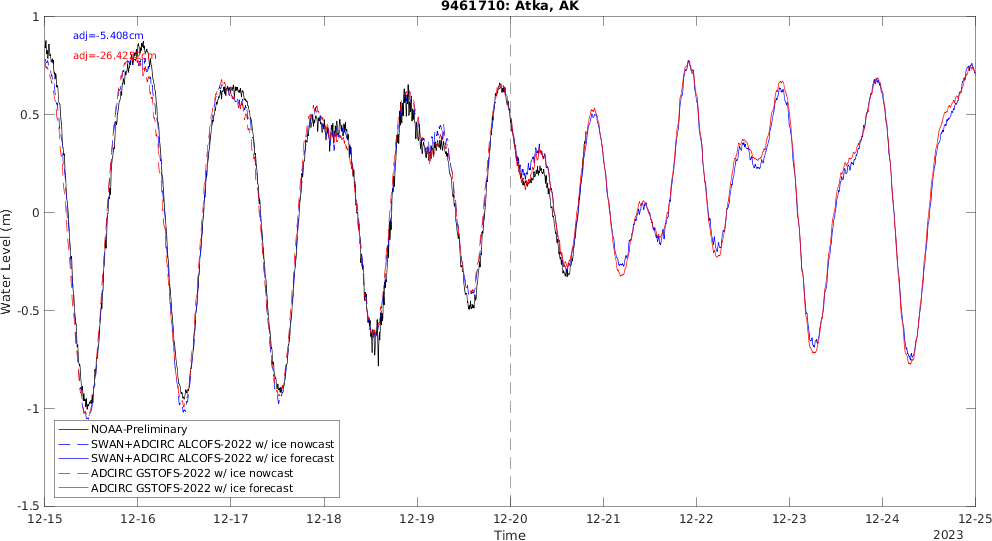 9461710: Atka, AK
adj=-5.408cm
1
0.5
0
-0.5
-1
-1.5
Water Level (m)
NOAA-Preliminary
SWAN+ADCIRC ALCOFS-2022 w/ ice nowcast
SWAN+ADCIRC ALCOFS-2022 w/ ice forecast
ADCIRC GSTOFS-2022 w/ ice nowcast
ADCIRC GSTOFS-2022 w/ ice forecast
12-15 12-16 12-17 12-18 12-19 12-20 12-21 12-22 12-23 12-24 12-25
Time
2023